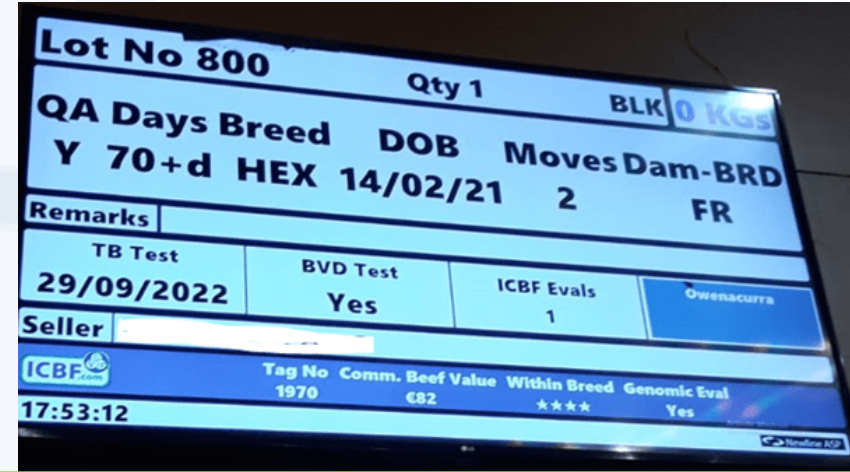 Lot No 800 Qty 1 BLK 0 KGs
QA Days Breed DOB Moves Dam-BRD
Y 70+d HEX 14/02/21 2 FR
Remarks
TB Test BVD Test ICBF Evals Owenacurra
29/09/2022 Yes 1
Seller
ICBF.com Tag No Comm. Beef Value Within Breed Genomic Eval
1970 €82 ★★★★ Yes
17:53:12
Newline ASP